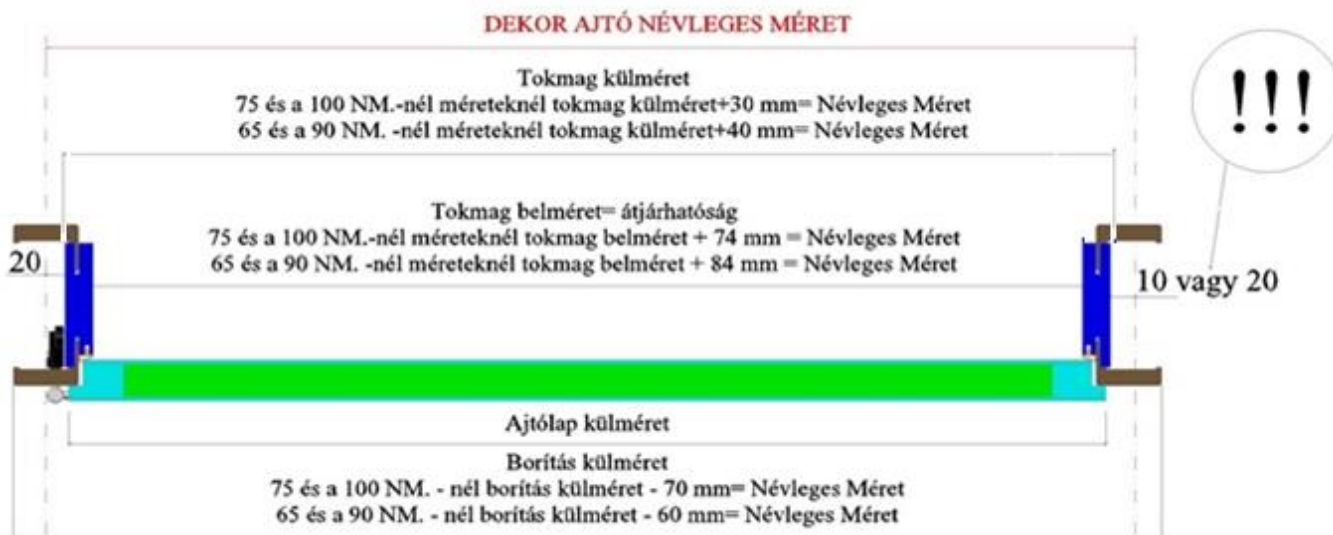 DEKOR AJTÓ NÉVLEGES MÉRET
!!!
Tokmag külméret
75 és a 100 NM.-nél méreteknél tokmag külméret+30 mm= Névleges Méret
65 és a 90 NM. -nél méreteknél tokmag külméret+40 mm= Névleges Méret
Tokmag belméret= átjárhatóság
75 és a 100 NM.-nél méreteknél tokmag belméret + 74 mm = Névleges Méret
65 és a 90 NM. -nél méreteknél tokmag belméret + 84 mm = Névleges Méret
20
10 vagy 20
Ajtólap külméret
Borítás külméret
75 és a 100 NM. - nél borítás külméret - 70 mm= Névleges Méret
65 és a 90 NM. - nél borítás külméret - 60 mm= Névleges Méret